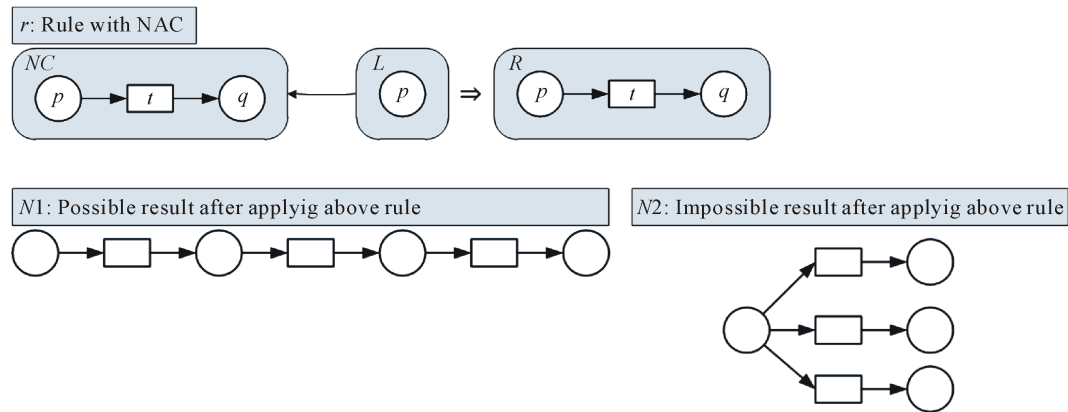 r: Rule with NAC
NC
L
R
p
t
q
p
⇒
p
t
q
N1: Possible result after applyig above rule
N2: Impossible result after applyig above rule